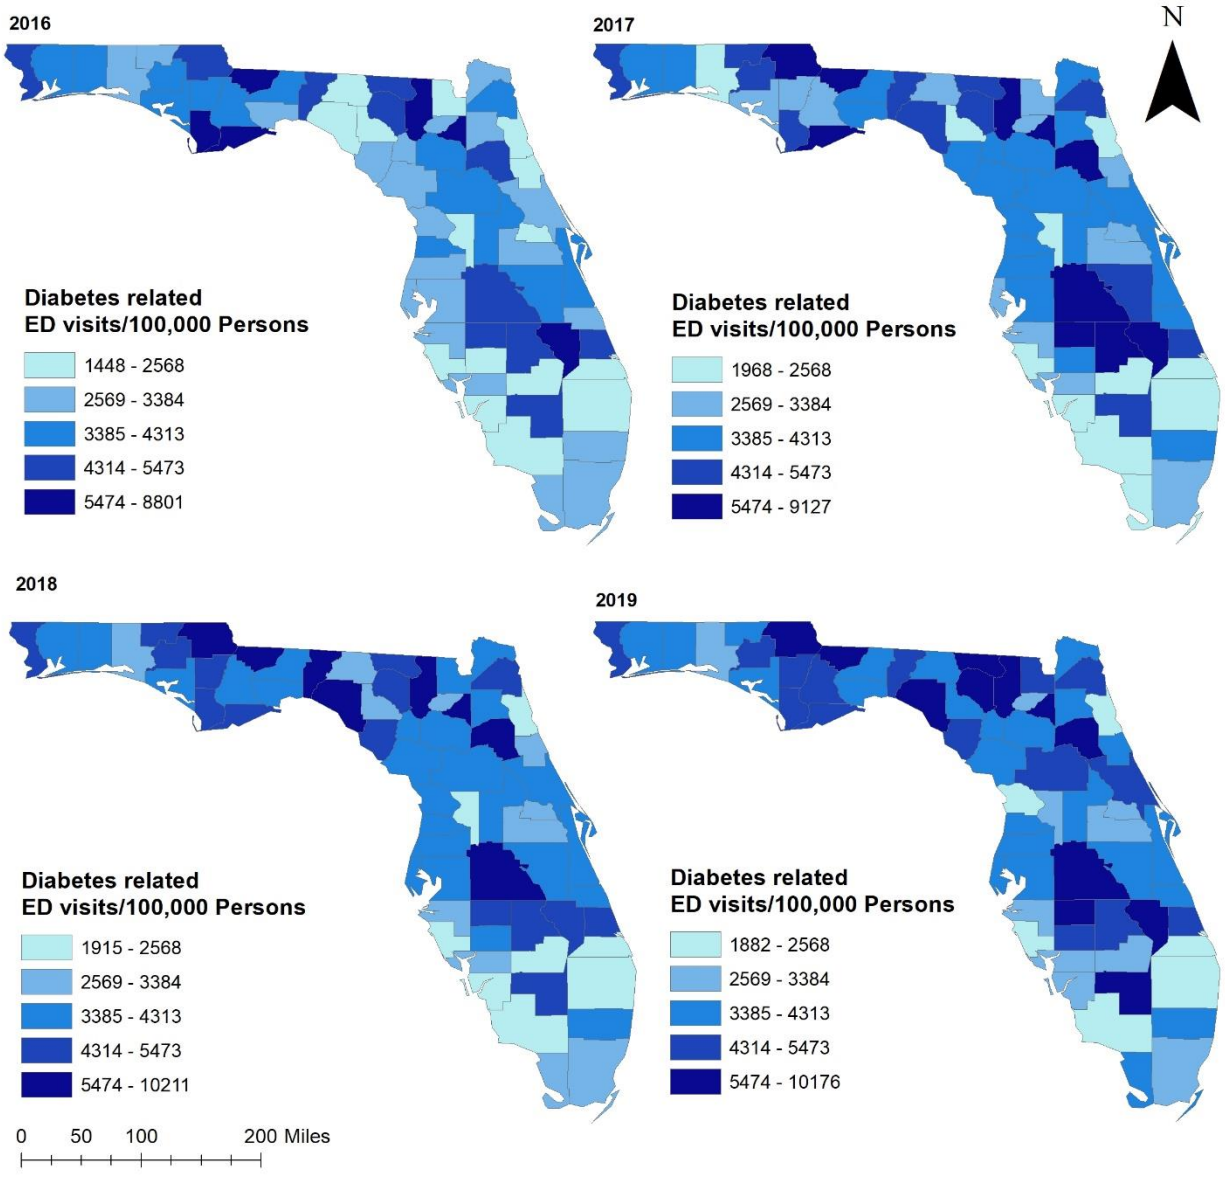 2016
Diabetes related
ED visits/100,000 Persons
1448 - 2568
2569 - 3384
3385 - 4313
4314 - 5473
5474 - 8801
2017
N
Diabetes related
ED visits/100,000 Persons
1968 - 2568
2569 - 3384
3385 - 4313
4314 - 5473
5474 - 9127
2018
Diabetes related
ED visits/100,000 Persons
1915 - 2568
2569 - 3384
3385 - 4313
4314 - 5473
5474 - 10211
0 50 100 200 Miles
2019
Diabetes related
ED visits/100,000 Persons
1882 - 2568
2569 - 3384
3385 - 4313
4314 - 5473
5474 - 10176